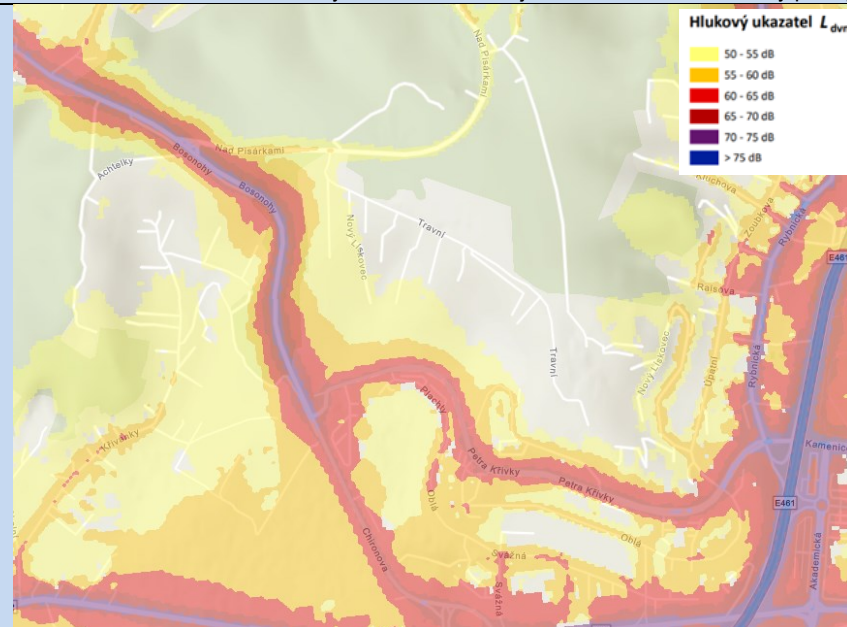 Hlukový ukazatel L dvn
50 - 55 dB
55 - 60 dB
60 - 65 dB
65 - 70 dB
70 - 75 dB
> 75 dB
Nad Pisárkami
Nad Pisárkami
Bosonohy
Bosonohy
Achtelky
Nový Lískovec
Travní
Travní
Zoubkova
Rybnická
E461
Raisova
Nový Lískovec
Úpatní
Rybnická
Plachty
Křivánky
Petra Křivky
Petra Křivky
Kamenice
E461
Oblá
Oblá
Svážná
Svážná
Chironova
Akademická